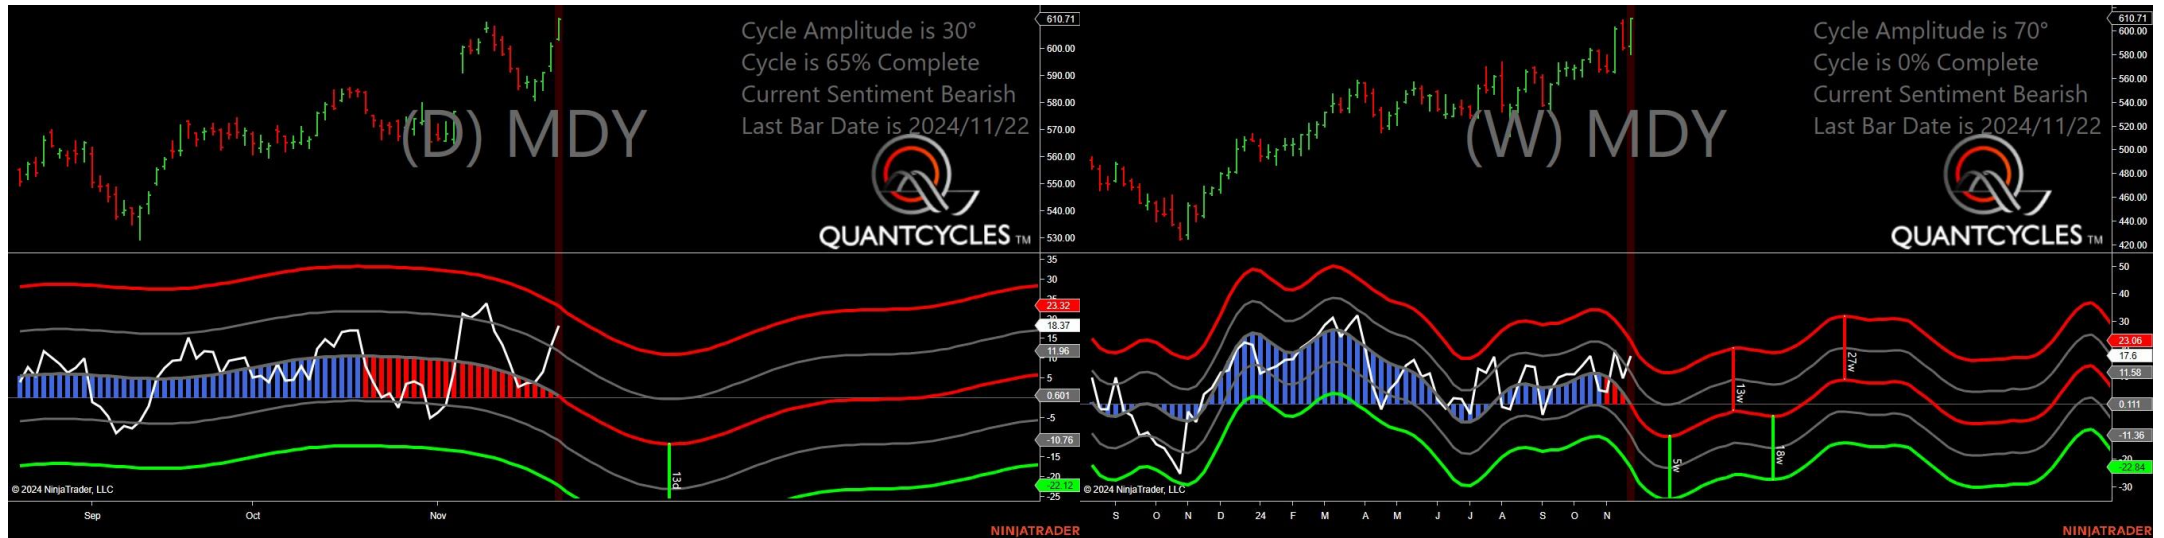 Cycle Amplitude is 30°
Cycle is 65% Complete
Current Sentiment Bearish
Last Bar Date is 2024/11/22
(D) MDY
QUANTCYCLES TM
610.71
600.00
590.00
580.00
570.00
560.00
550.00
540.00
530.00
35
30
23.32
18.37
15
11.96
10
5
0.601
-5
-10.76
-15
-20
-22.12
-25
13d
© 2024 NinjaTrader, LLC
Sep Oct Nov
NINJATRADER
Cycle Amplitude is 70°
Cycle is 0% Complete
Current Sentiment Bearish
Last Bar Date is 2024/11/22
(W) MDY
QUANTCYCLES TM
610.71
600.00
580.00
560.00
540.00
520.00
500.00
480.00
460.00
440.00
420.00
50
40
30
23.06
17.6
11.58
0.111
-11.36
-20
-22.84
-30
13w
27w
5w
18w
© 2024 NinjaTrader, LLC
S O N D 24 F M A M J J A S O N
NINJATRADER